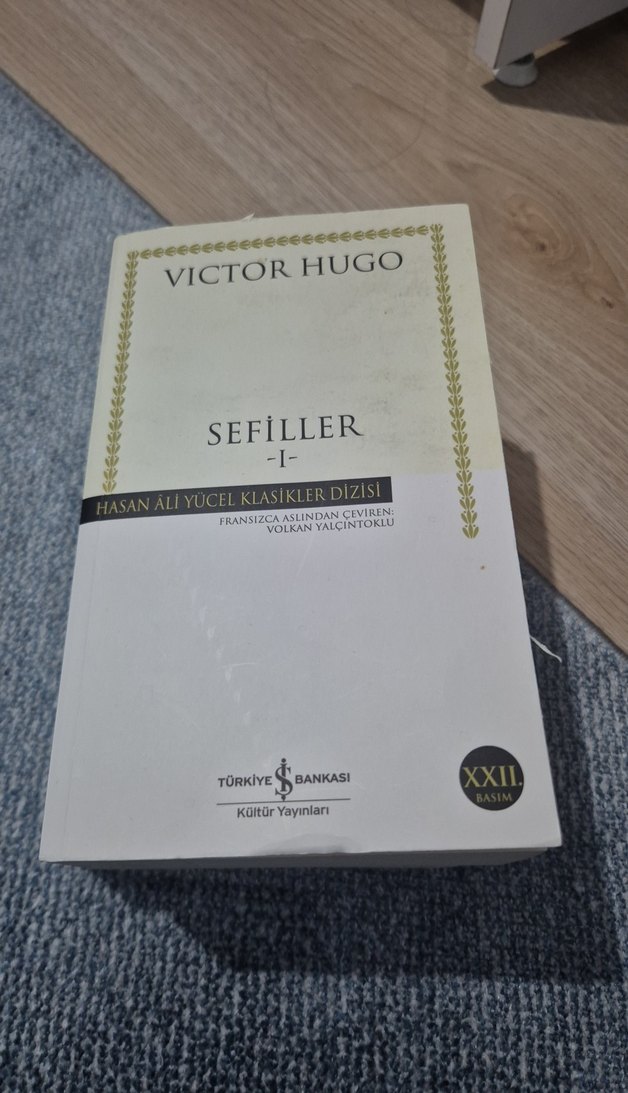 VICTOR HUGO
SEFİLLER
-I-
HASAN ÂLİ YÜCEL KLASİKLER DİZİSİ
FRANSIZCA ASLINDAN ÇEVİREN:
VOLKAN YALÇINTOKLU
TÜRKİYE İŞ BANKASI
Kültür Yayınları
XXII.
BASIM